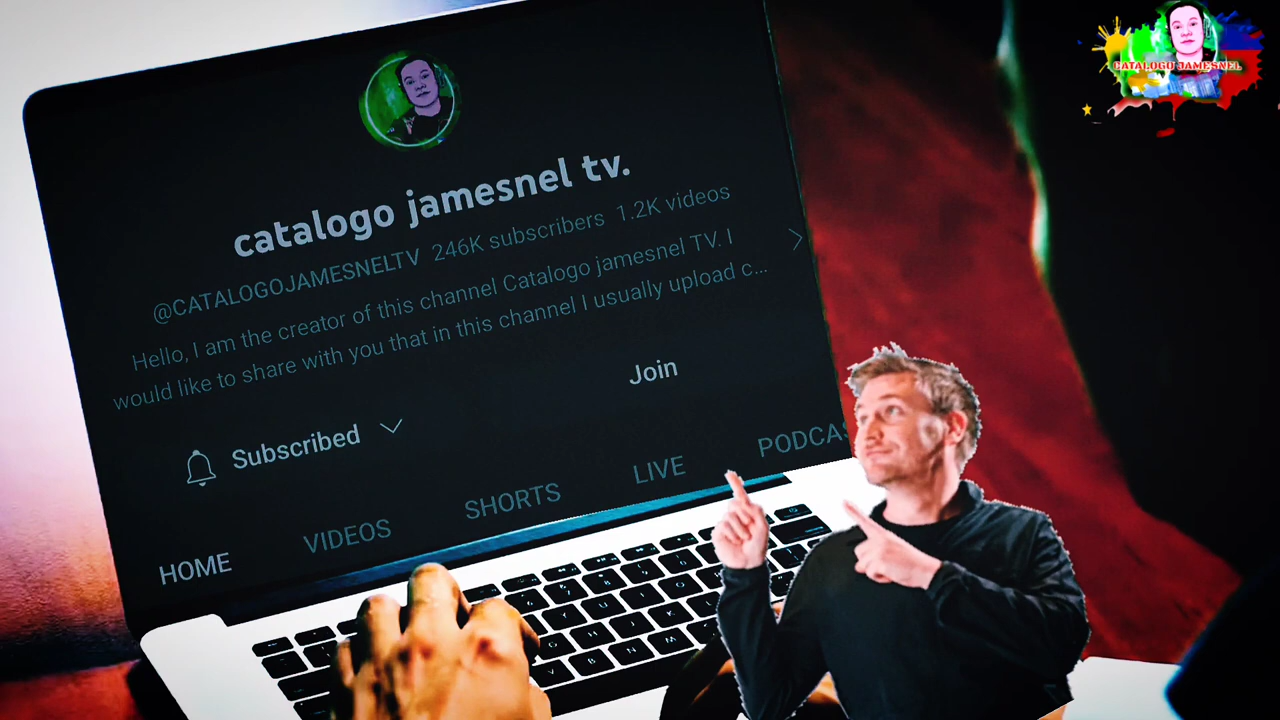 CATALOGO JAMESNEL
catalogo jamesnel tv.
@CATALOGOJAMESNELTV 246K subscribers 1.2K videos
Hello, I am the creator of this channel Catalogo jamesnel TV. I
would like to share with you that in this channel I usually upload c...
Join
Subscribed
HOME VIDEOS SHORTS LIVE PODCAS